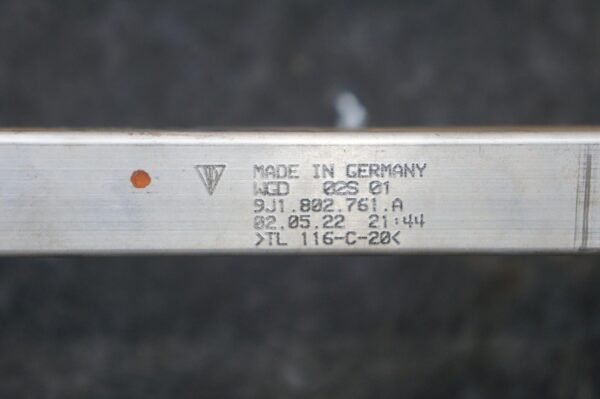 MADE IN GERMANY
WGD 02S 01
9J1.802.761.A
02.05.22 21:44
>TL 116-C-20<